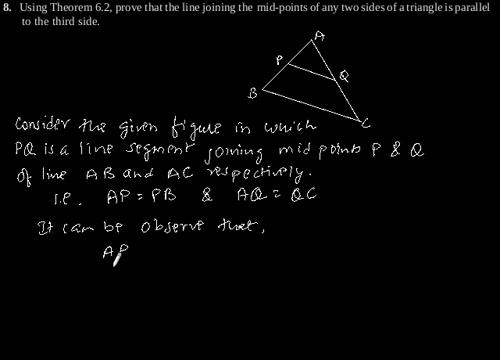 8. Using Theorem 6.2, prove that the line joining the mid-points of any two sides of a triangle is parallel
to the third side.
A
P
Q
B
C
Consider the given figure in which
PQ is a line segment joining mid points P & Q
of line AB and AC respectively.
i.e. AP = PB & AQ = QC
It can be observe that,
AP